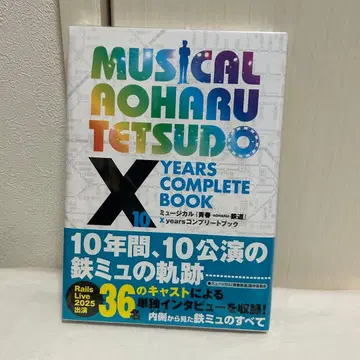 MUSICAL
AOHARU
TETSUDO
X
10
YEARS
COMPLETE
BOOK
ミュージカル『青春-AOHARU-鉄道』
X yearsコンプリートブック
10年間、10公演の
鉄ミュの軌跡
Rails
Live
2025
出演
36名
のキャストによる
単独インタビューを収録!
内側から見た鉄ミュのすべて